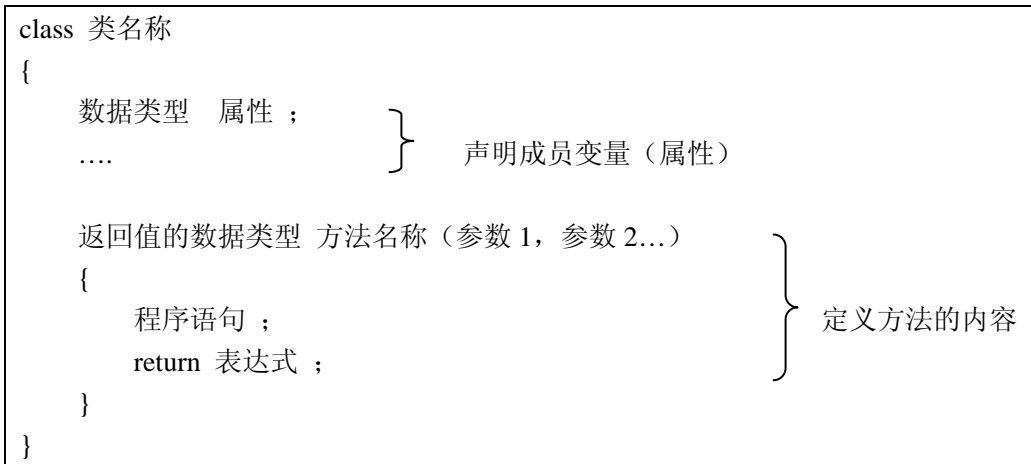 class 类名称
{
数据类型 属性 ;
…. 声明成员变量（属性）
返回值的数据类型 方法名称（参数 1，参数 2…）
{
程序语句 ; 定义方法的内容
return 表达式 ;
}
}